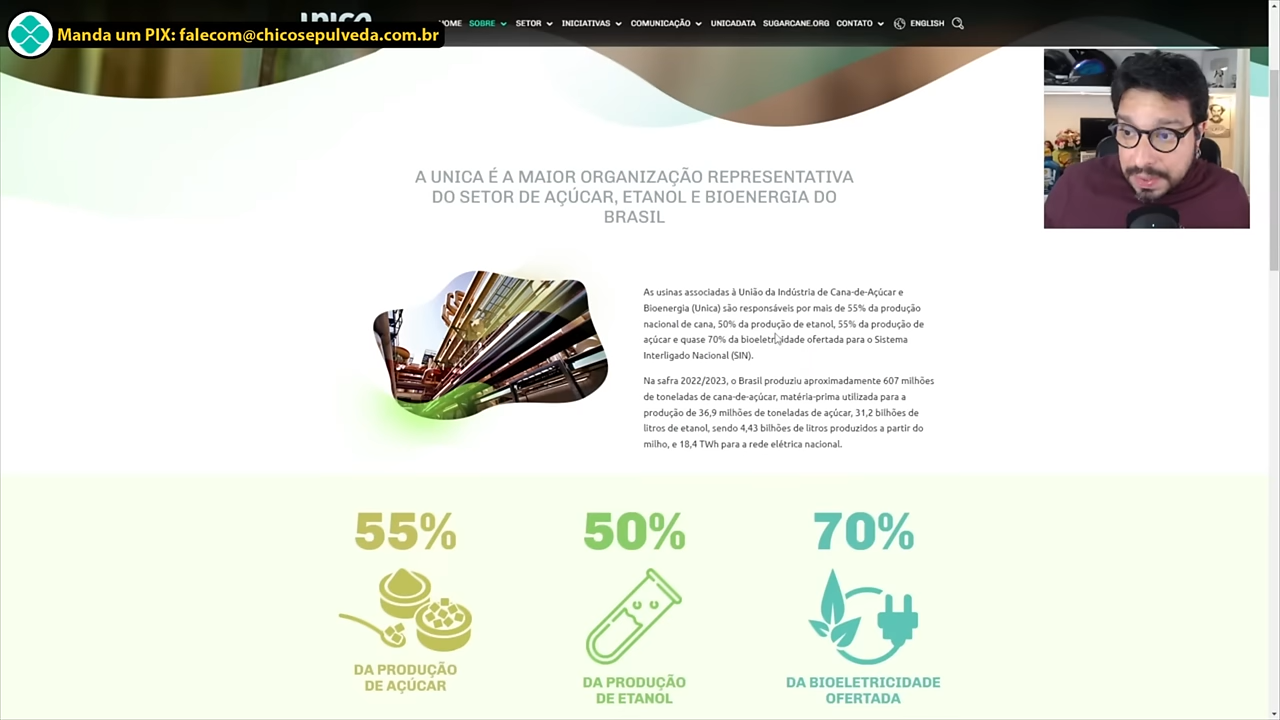 unica
HOME SOBRE SETOR INICIATIVAS COMUNICAÇÃO UNICADATA SUGARCANE.ORG CONTATO ENGLISH
Manda um PIX: falecom@chicosepulveda.com.br
A UNICA É A MAIOR ORGANIZAÇÃO REPRESENTATIVA
DO SETOR DE AÇÚCAR, ETANOL E BIOENERGIA DO
BRASIL
As usinas associadas à União da Indústria de Cana-de-Açúcar e
Bioenergia (Unica) são responsáveis por mais de 55% da produção
nacional de cana, 50% da produção de etanol, 55% da produção de
açúcar e quase 70% da bioeletricidade ofertada para o Sistema
Interligado Nacional (SIN).
Na safra 2022/2023, o Brasil produziu aproximadamente 607 milhões
de toneladas de cana-de-açúcar, matéria-prima utilizada para a
produção de 36,9 milhões de toneladas de açúcar, 31,2 bilhões de
litros de etanol, sendo 4,43 bilhões de litros produzidos a partir do
milho, e 18,4 TWh para a rede elétrica nacional.
55%
50%
70%
DA PRODUÇÃO
DE AÇÚCAR
DA PRODUÇÃO
DE ETANOL
DA BIOELETRICIDADE
OFERTADA